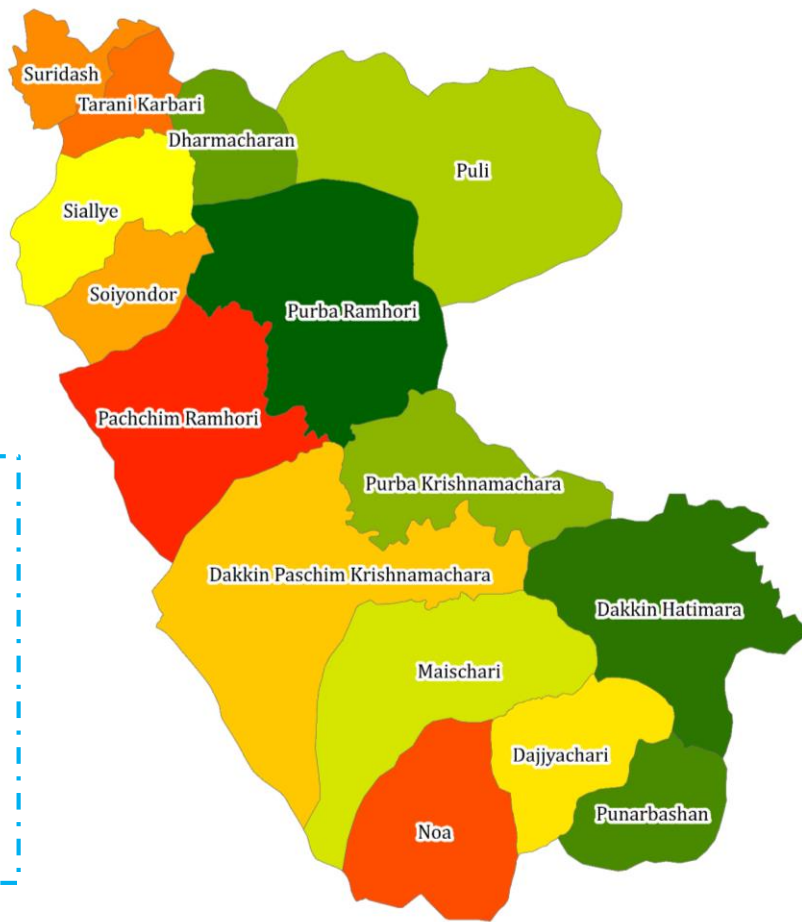 Suridash
Tarani Karbari
Dharmacharan
Puli
Siallye
Soiyondor
Purba Ramhori
Pachchim Ramhori
Purba Krishnamachara
Dakkin Paschim Krishnamachara
Dakkin Hatimara
Maischari
Dajjyachari
Punarbashan
Noa